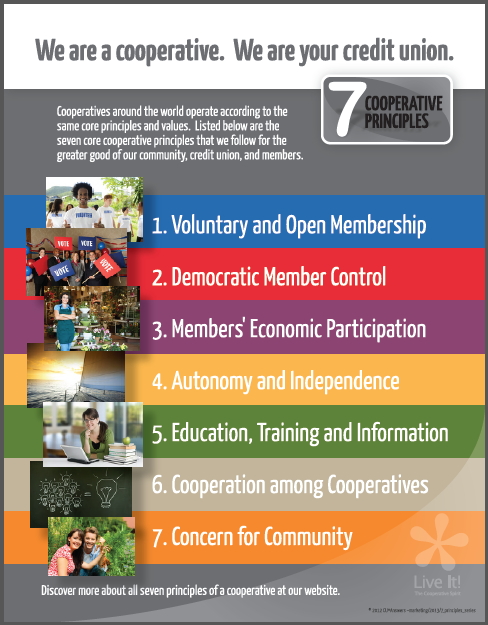 We are a cooperative. We are your credit union.
7 COOPERATIVE
PRINCIPLES
Cooperatives around the world operate according to the
same core principles and values. Listed below are the
seven core cooperative principles that we follow for the
greater good of our community, credit union, and members.
VOLUNTEER
1. Voluntary and Open Membership
VOTE
VOTE
VOTE
VOTE
2. Democratic Member Control
3. Members' Economic Participation
4. Autonomy and Independence
5. Education, Training and Information
6. Cooperation among Cooperatives
7. Concern for Community
Live It!
The Cooperative Spirit
Discover more about all seven principles of a cooperative at our website.